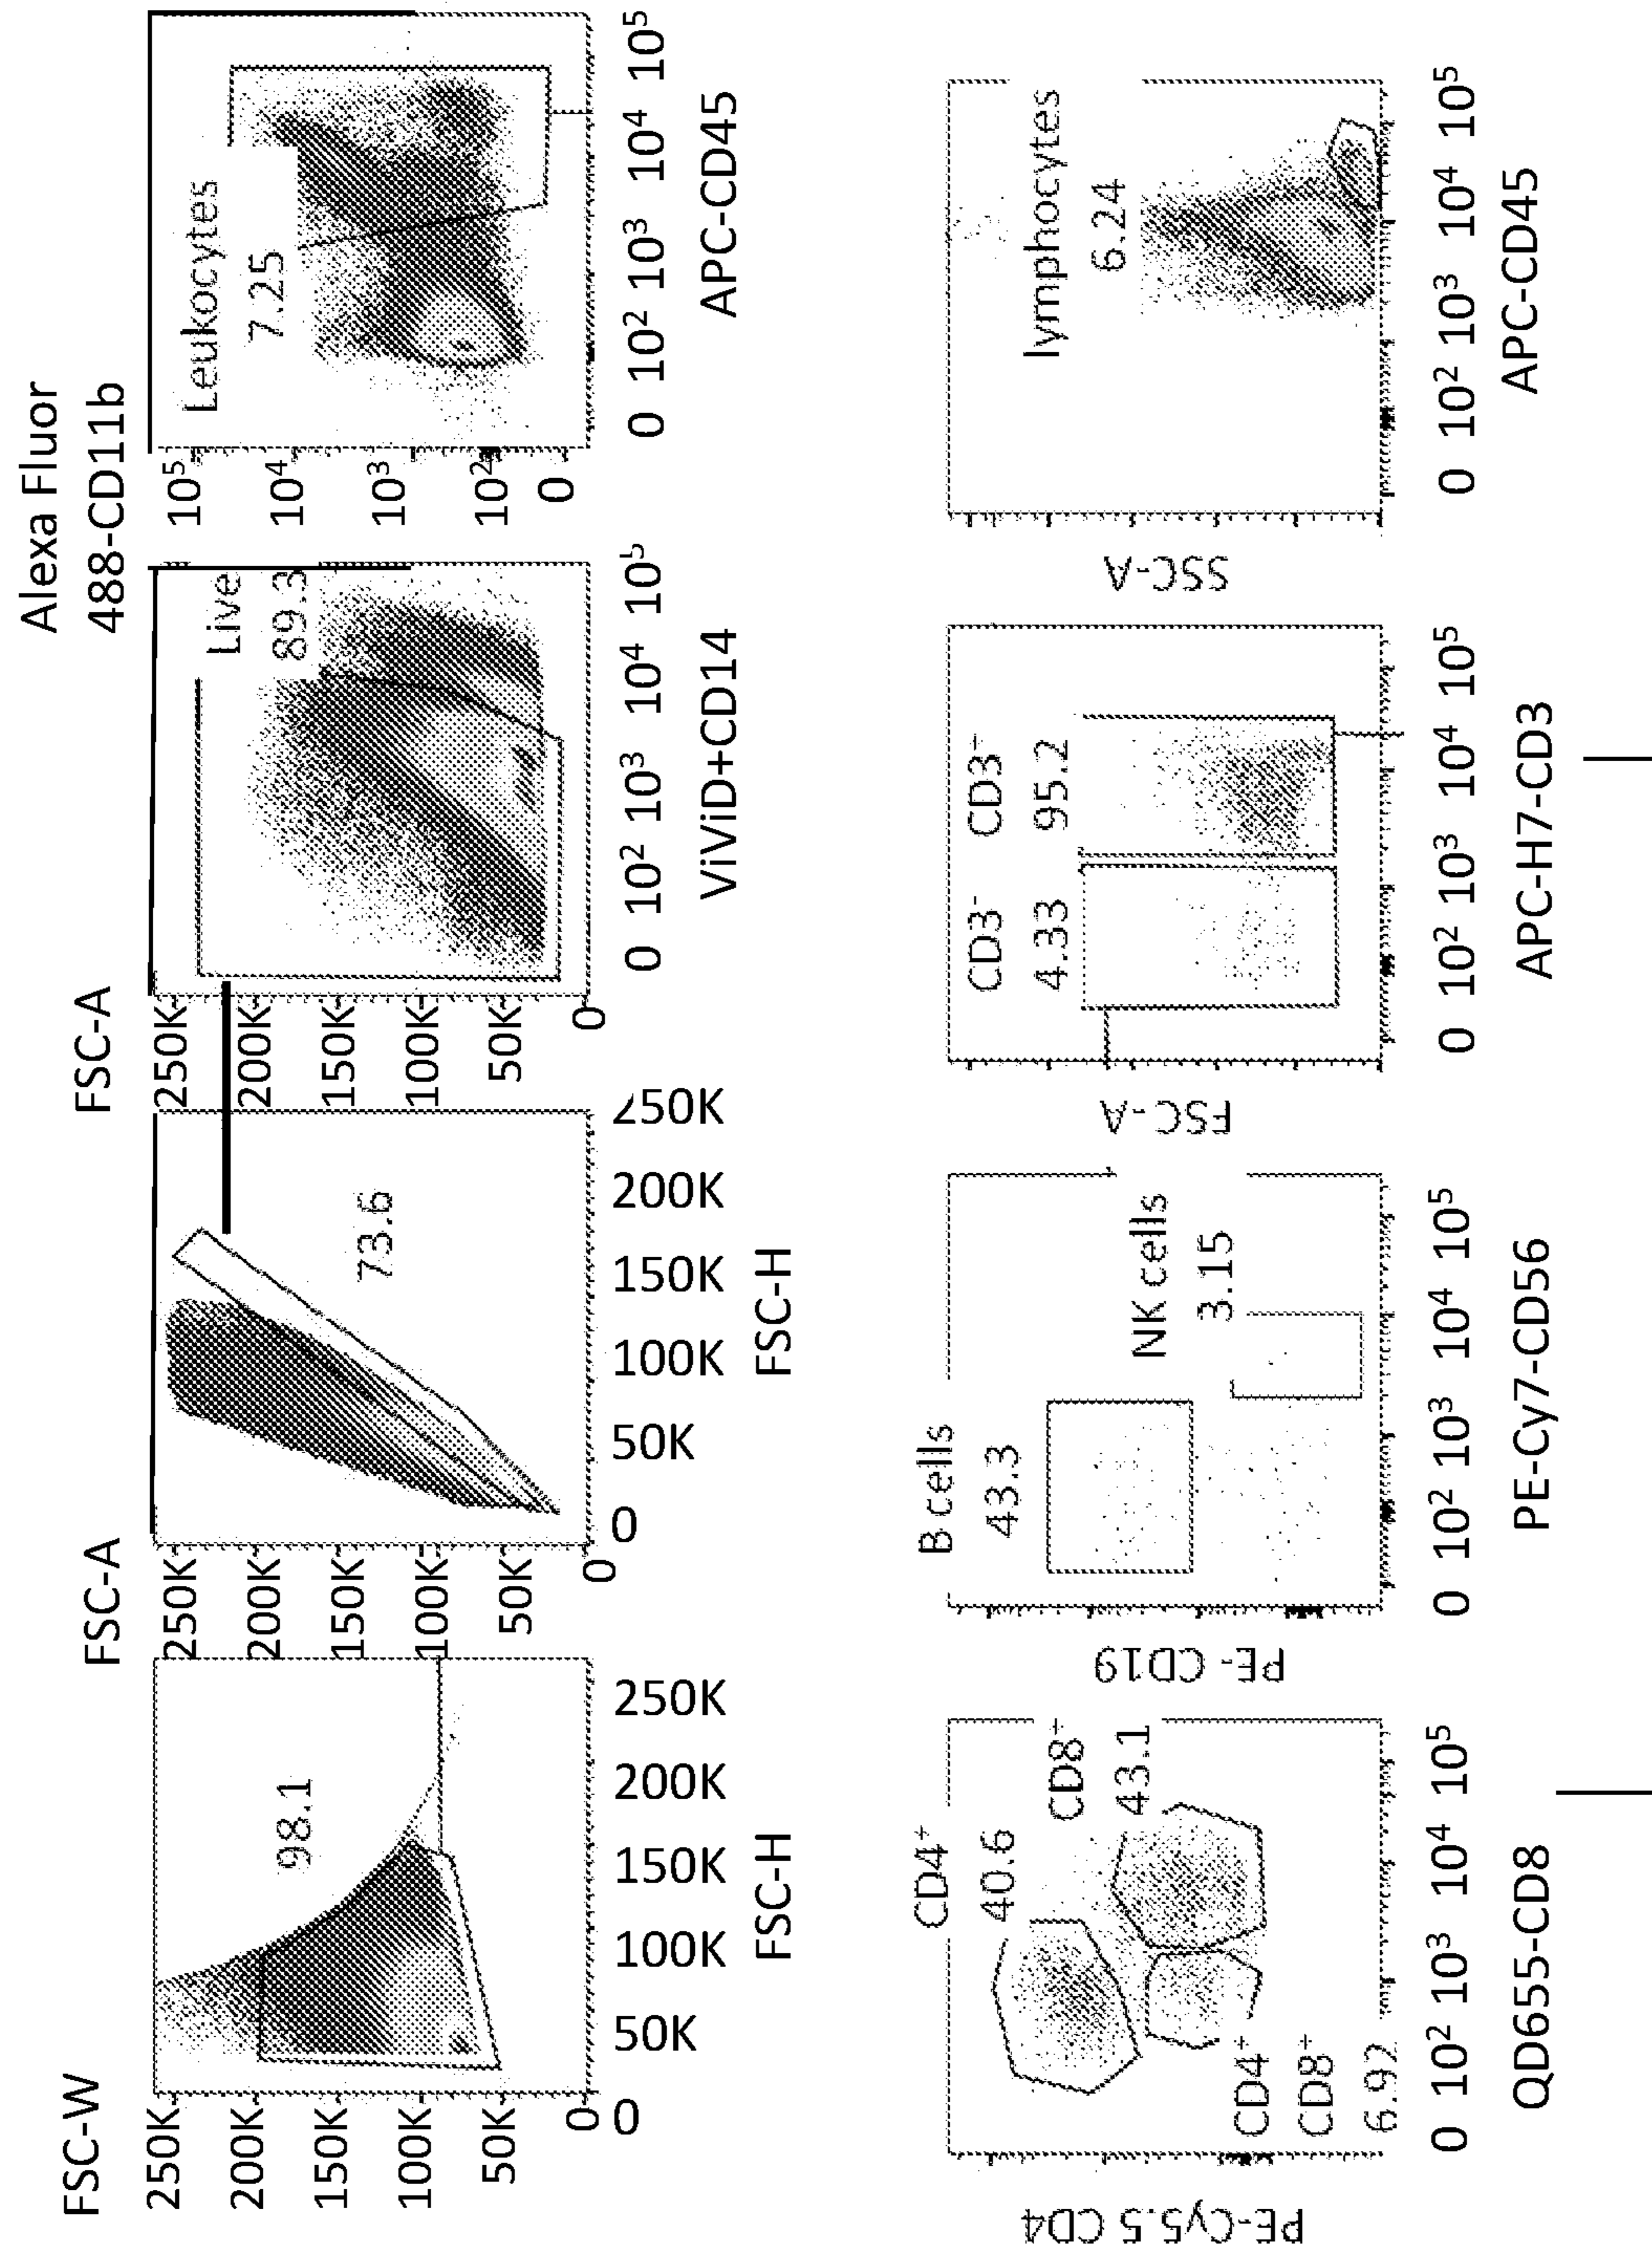 FSC-W
250K
200K
150K
100K
50K
0
98.1
0
50K
100K
150K
200K
250K
FSC-H
FSC-A
250K
200K
150K
100K
50K
0
73.6
0
50K
100K
150K
200K
250K
FSC-H
FSC-A
250K
200K
150K
100K
50K
0
Live
89.3
0 10² 10³ 10⁴ 10⁵
ViViD+CD14
Alexa Fluor
488-CD11b
10⁵
10⁴
10³
10²
0
Leukocytes
7.25
0 10² 10³ 10⁴ 10⁵
APC-CD45
PE-Cy5.5 CD4
CD4⁺
40.6
CD8⁺
43.1
CD4⁺
CD8⁺
6.92
0 10² 10³ 10⁴ 10⁵
QD655-CD8
PE- CD19
B cells
43.3
NK cells
3.15
0 10² 10³ 10⁴ 10⁵
PE-Cy7-CD56
FSC-A
CD3⁻
4.33
CD3⁺
95.2
0 10² 10³ 10⁴ 10⁵
APC-H7-CD3
SSC-A
lymphocytes
6.24
0 10² 10³ 10⁴ 10⁵
APC-CD45